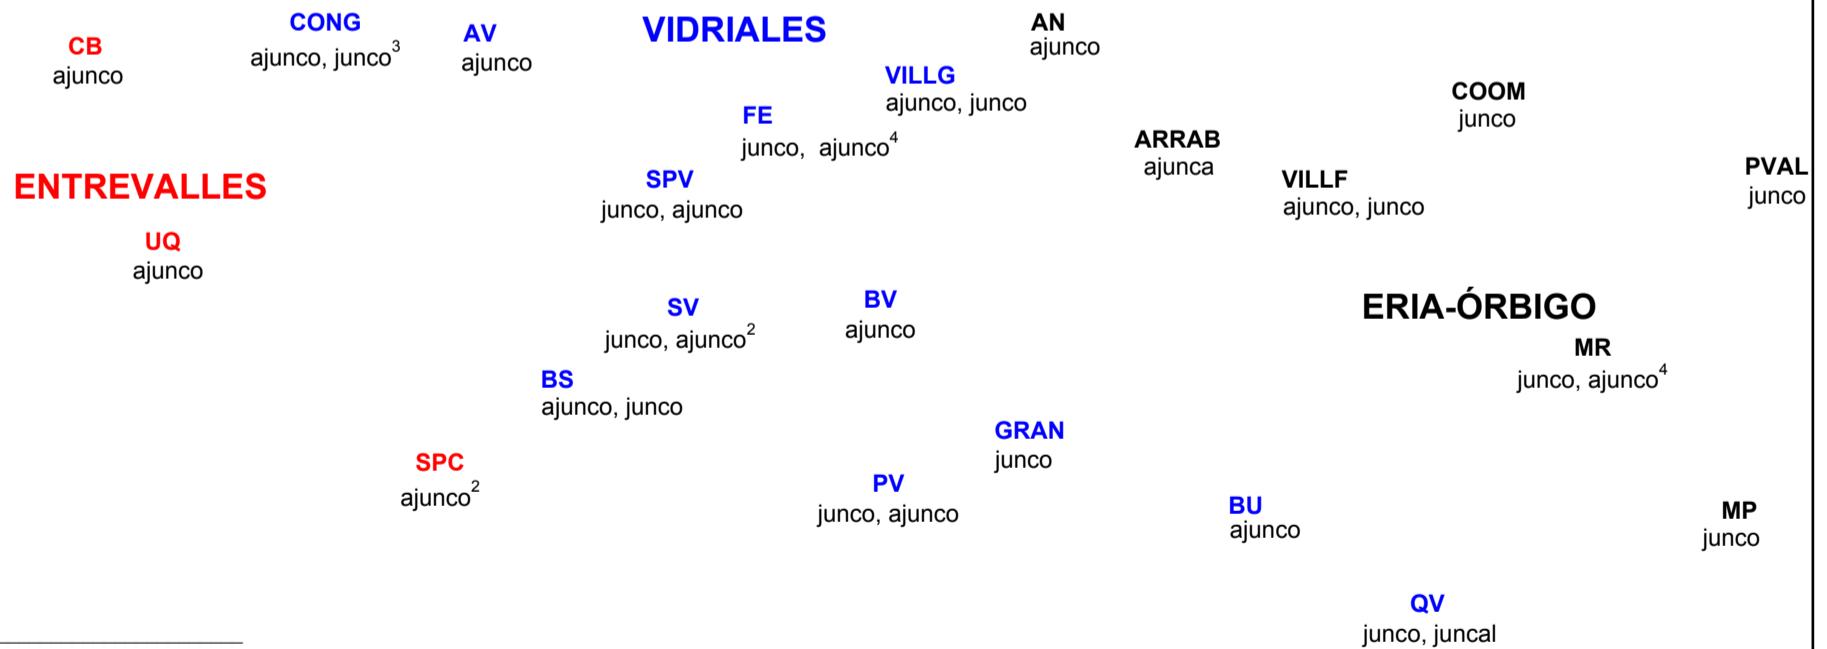 CONG
AV
VIDRIALES
AN
CB
ajunco, junco³
ajunco
ajunco
ajunco
VILLG
ajunco, junco
COOM
junco
FE
junco, ajunco⁴
ARRAB
ajunca
PVAL
junco
ENTREVALLES
SPV
junco, ajunco
VILLF
ajunco, junco
UQ
ajunco
SV
junco, ajunco²
BV
ajunco
ERIA-ÓRBIGO
MR
junco, ajunco⁴
BS
ajunco, junco
GRAN
junco
SPC
ajunco²
PV
junco, ajunco
BU
ajunco
MP
junco
QV
junco, juncal